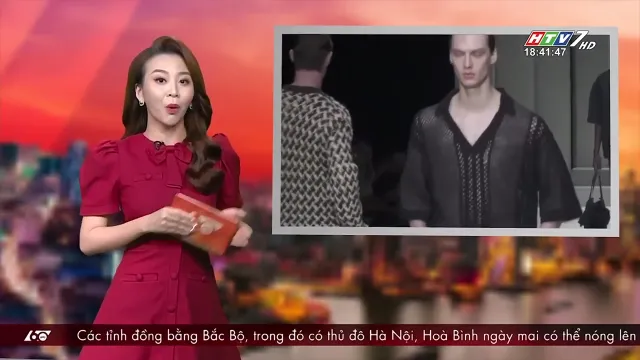 HTV7 HD
18:41:47
60 Các tỉnh đồng bằng Bắc Bộ, trong đó có thủ đô Hà Nội, Hoà Bình ngày mai có thể nóng lên